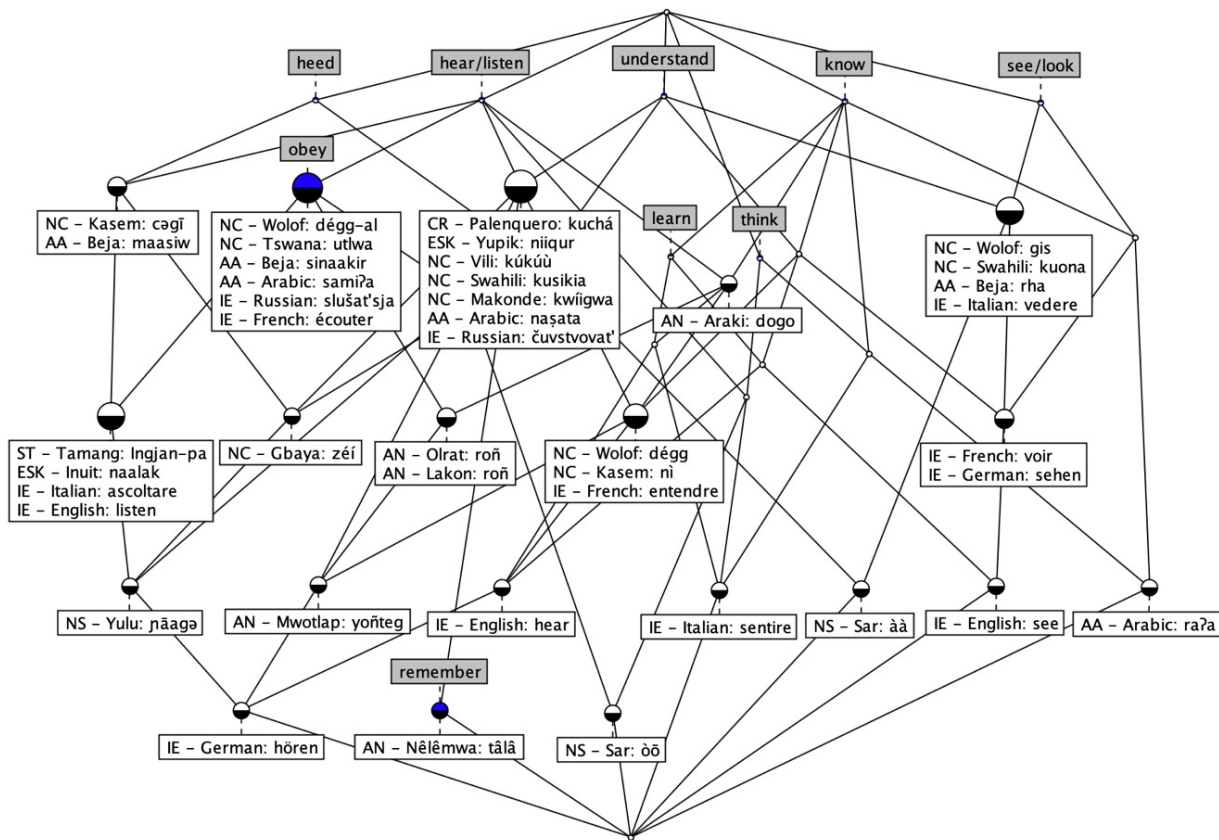 heed
hear/listen
understand
know
see/look
obey
NC – Kasem: cəgī
AA – Beja: maasiw
NC – Wolof: dégg-al
NC – Tswana: utlwa
AA – Beja: sinaakir
AA – Arabic: samiʔa
IE – Russian: slušat'sja
IE – French: écouter
CR – Palenquero: kuchá
ESK – Yupik: niiqur
NC – Vili: kúkúù
NC – Swahili: kusikia
NC – Makonde: kwíigwa
AA – Arabic: naṣata
IE – Russian: čuvstvovat'
learn
think
AN – Araki: dogo
NC – Wolof: gis
NC – Swahili: kuona
AA – Beja: rha
IE – Italian: vedere
ST – Tamang: Ingjan-pa
ESK – Inuit: naalak
IE – Italian: ascoltare
IE – English: listen
NC – Gbaya: zéí
AN – Olrat: roñ
AN – Lakon: roñ
NC – Wolof: dégg
NC – Kasem: nì
IE – French: entendre
IE – French: voir
IE – German: sehen
NS – Yulu: ɲāagə
AN – Mwotlap: yoñteg
IE – English: hear
IE – Italian: sentire
NS – Sar: àà
IE – English: see
AA – Arabic: raʔa
remember
IE – German: hören
AN – Nêlêmwa: tâlâ
NS – Sar: òō